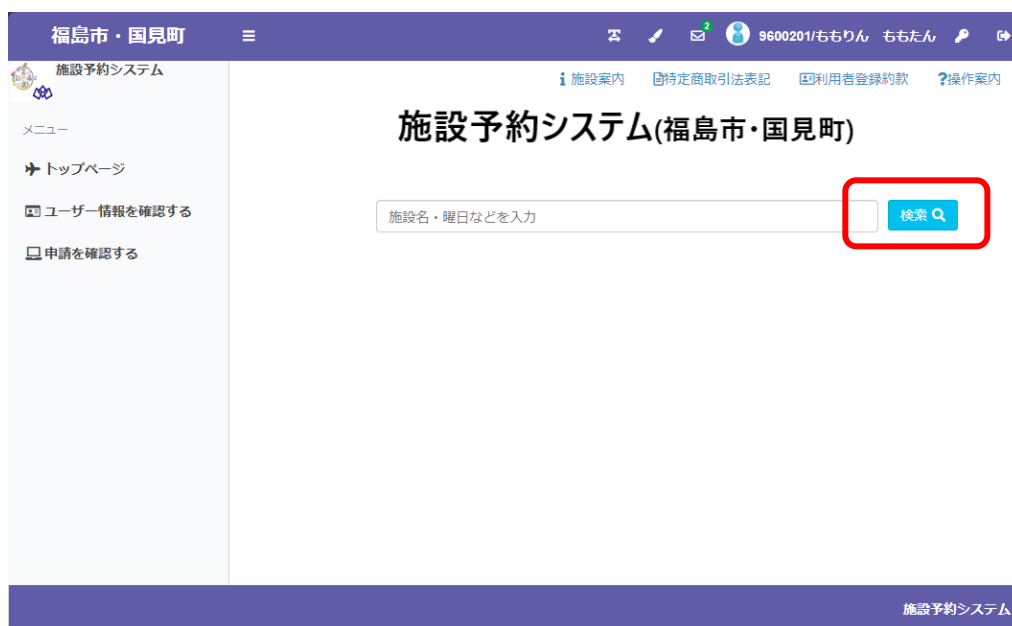 福島市・国見町
2
9600201/ももりん ももたん
施設予約システム
施設案内
特定商取引法表記
利用者登録約款
?操作案内
メニュー
施設予約システム(福島市・国見町)
トップページ
ユーザー情報を確認する
施設名・曜日などを入力
検索
申請を確認する
施設予約システム